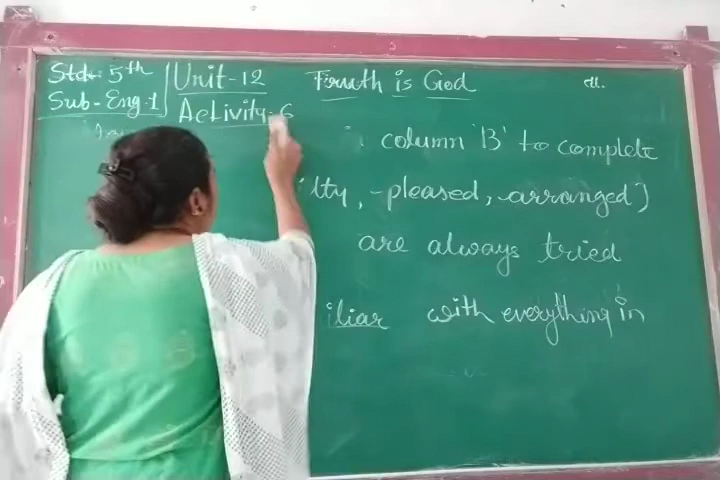 Std- 5th
Sub- Eng-1
Unit-12
Activity-6
Truth is God
column 'B' to complete
ilty, -pleased, -arranged)
are always tried
iliar with everything in